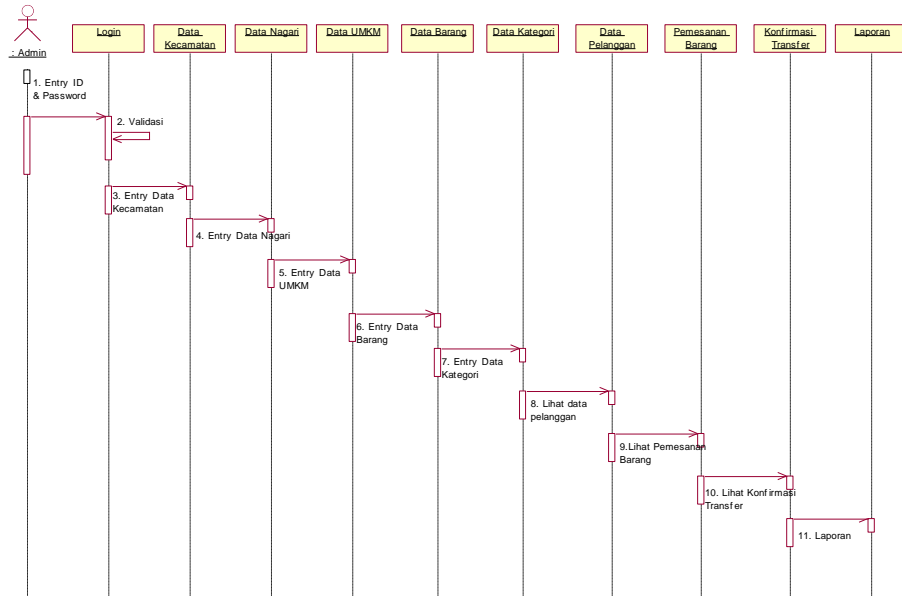 : Admin
Login
Data
Kecamatan
Data Nagari
Data UMKM
Data Barang
Data Kategori
Data
Pelanggan
Pemesanan
Barang
Konfirmasi
Transfer
Laporan
1. Entry ID
& Password
2. Validasi
3. Entry Data
Kecamatan
4. Entry Data Nagari
5. Entry Data
UMKM
6. Entry Data
Barang
7. Entry Data
Kategori
8. Lihat data
pelanggan
9.Lihat Pemesanan
Barang
10. Lihat Konfirmasi
Transfer
11. Laporan